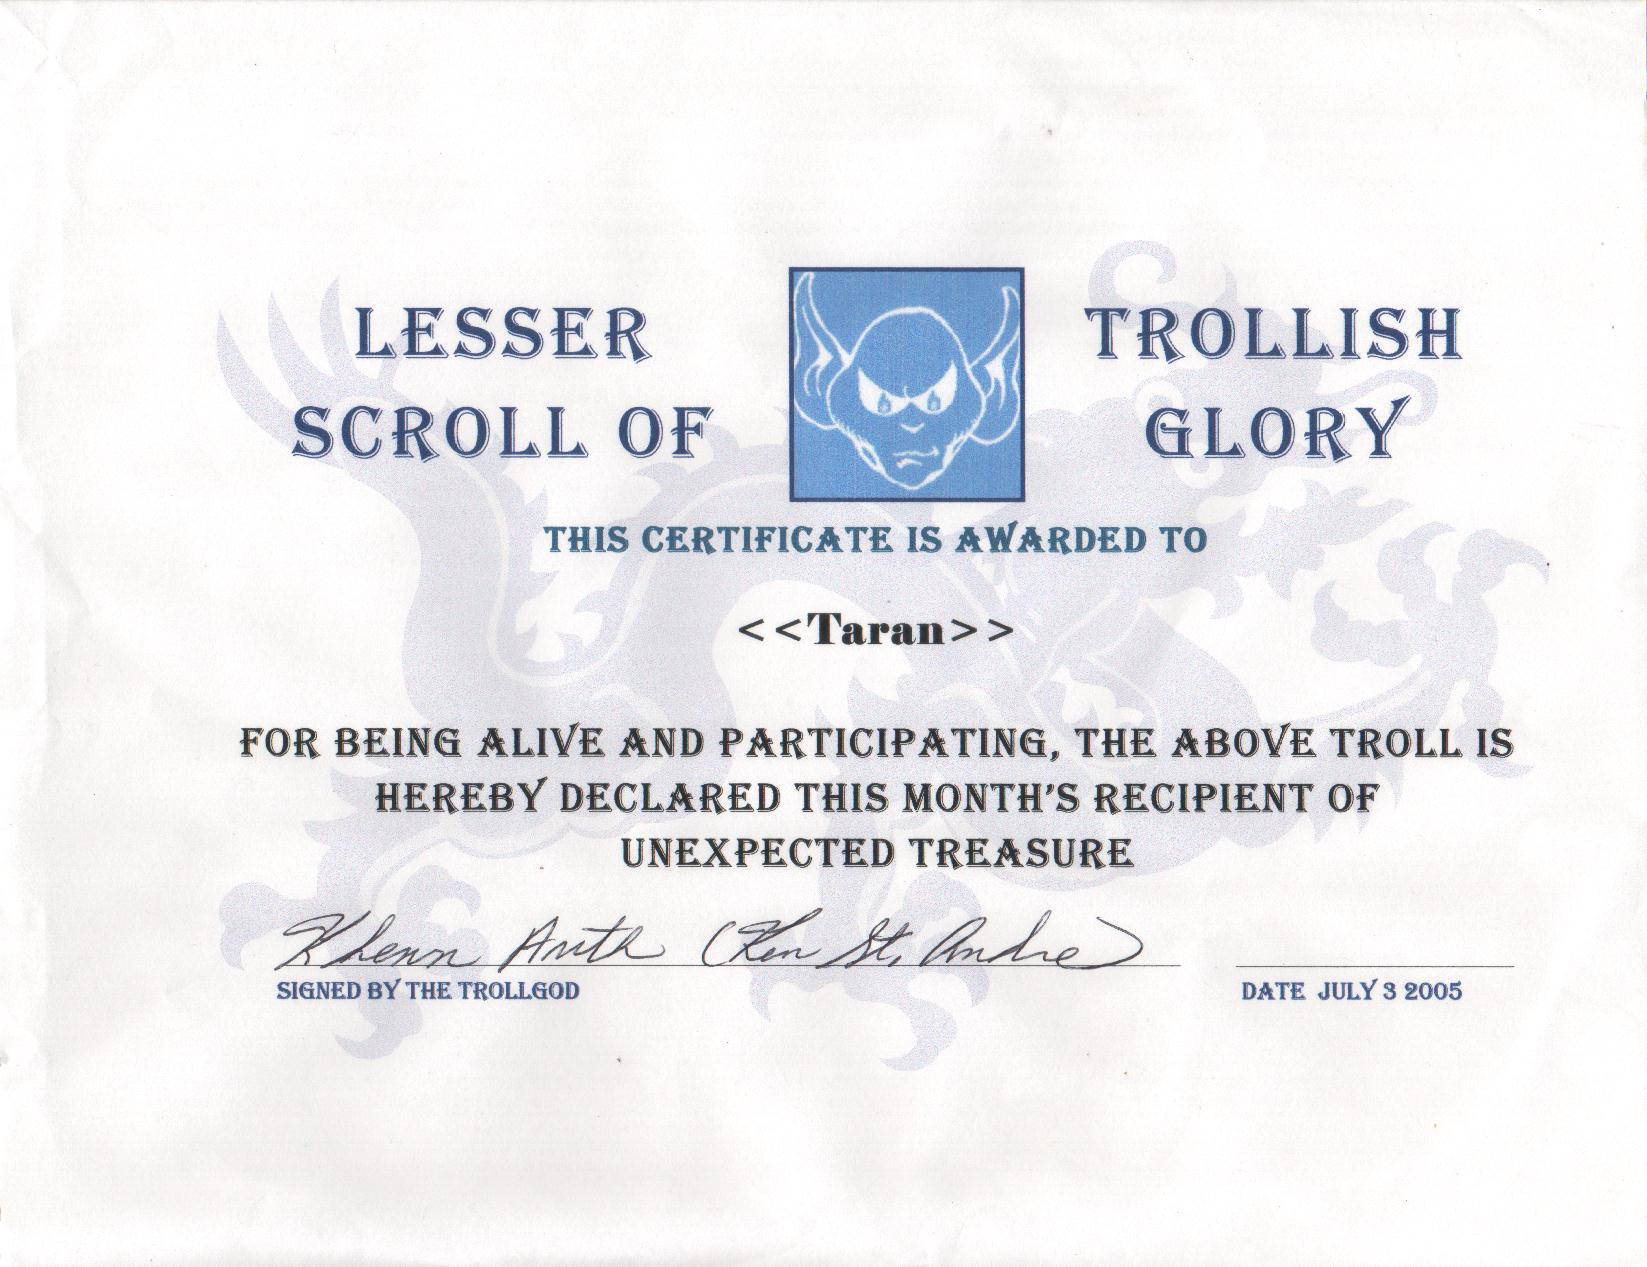 LESSER
SCROLL OF
TROLLISH
GLORY
THIS CERTIFICATE IS AWARDED TO
<<Taran>>
FOR BEING ALIVE AND PARTICIPATING, THE ABOVE TROLL IS
HEREBY DECLARED THIS MONTH'S RECIPIENT OF
UNEXPECTED TREASURE
Khenn Arrth (Ken St. Andre)
SIGNED BY THE TROLLGOD
DATE JULY 3 2005